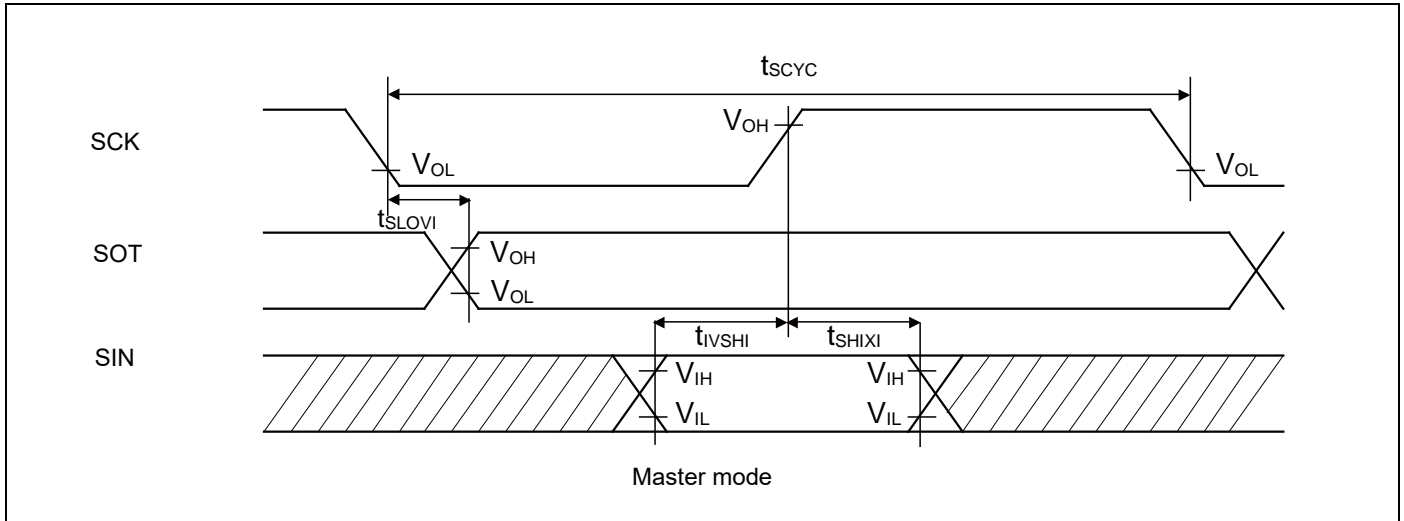 tSCYC
SCK
VOH
VOL
VOL
tSLOVI
SOT
VOH
VOL
tIVSHI
tSHIXI
SIN
VIH
VIH
VIL
VIL
Master mode